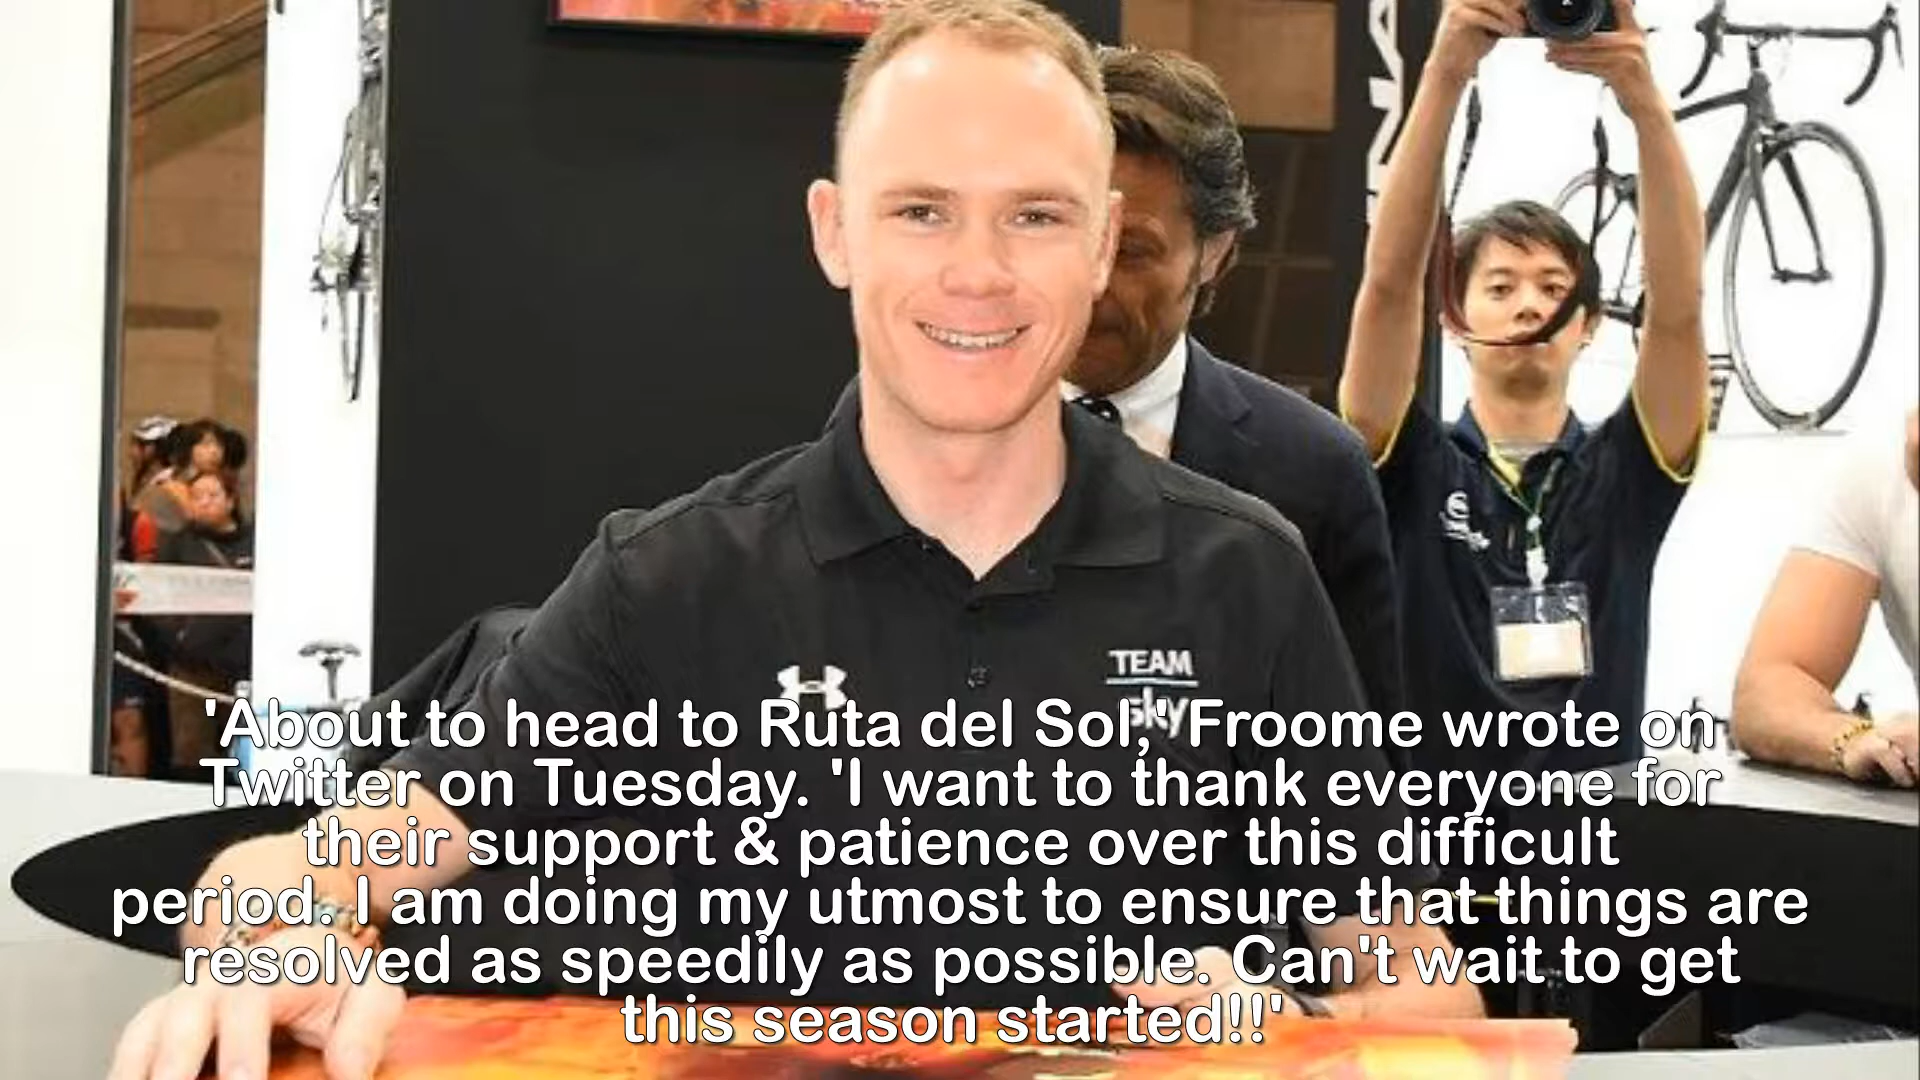 NA
TEAM
sky
'About to head to Ruta del Sol,' Froome wrote on
Twitter on Tuesday. 'I want to thank everyone for
their support & patience over this difficult
period. I am doing my utmost to ensure that things are
resolved as speedily as possible. Can't wait to get
this season started!!'